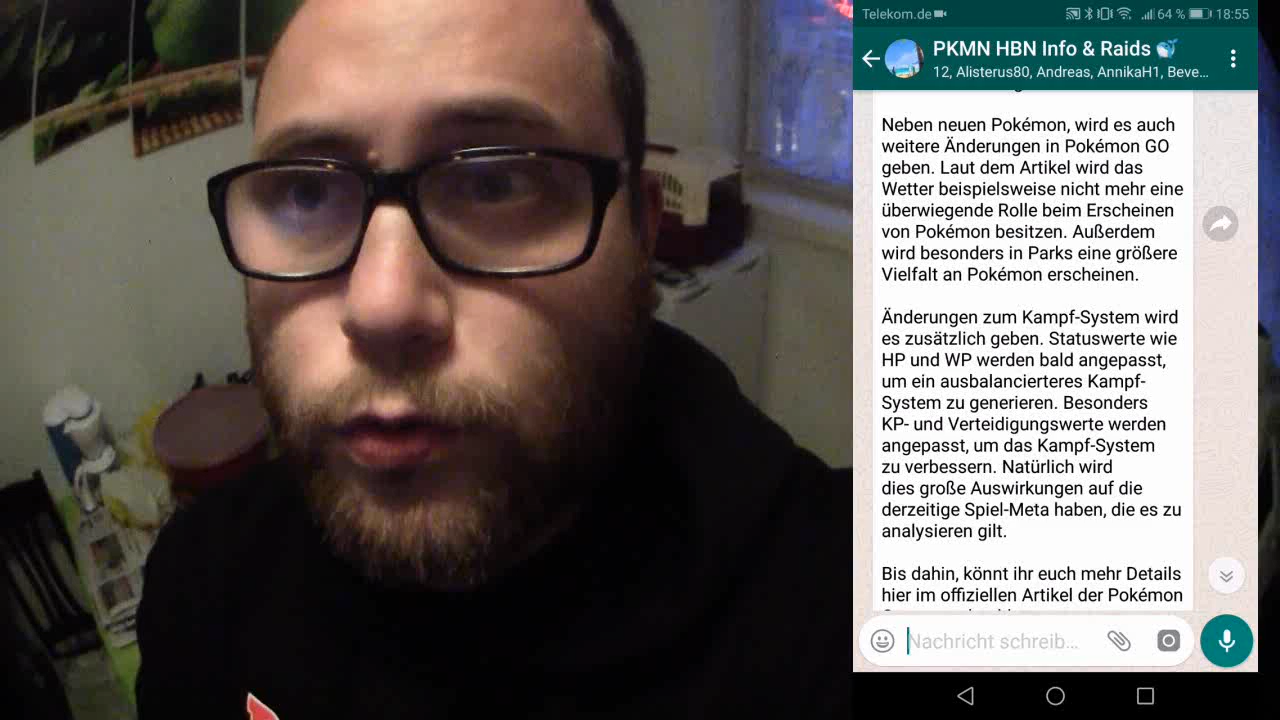 Telekom.de
64 %
18:55
PKMN HBN Info & Raids
12, Alisterus80, Andreas, AnnikaH1, Beve...
Neben neuen Pokémon, wird es auch
weitere Änderungen in Pokémon GO
geben. Laut dem Artikel wird das
Wetter beispielsweise nicht mehr eine
überwiegende Rolle beim Erscheinen
von Pokémon besitzen. Außerdem
wird besonders in Parks eine größere
Vielfalt an Pokémon erscheinen.
Änderungen zum Kampf-System wird
es zusätzlich geben. Statuswerte wie
HP und WP werden bald angepasst,
um ein ausbalancierteres Kampf-
System zu generieren. Besonders
KP- und Verteidigungswerte werden
angepasst, um das Kampf-System
zu verbessern. Natürlich wird
dies große Auswirkungen auf die
derzeitige Spiel-Meta haben, die es zu
analysieren gilt.
Bis dahin, könnt ihr euch mehr Details
hier im offiziellen Artikel der Pokémon
Nachricht schreib...